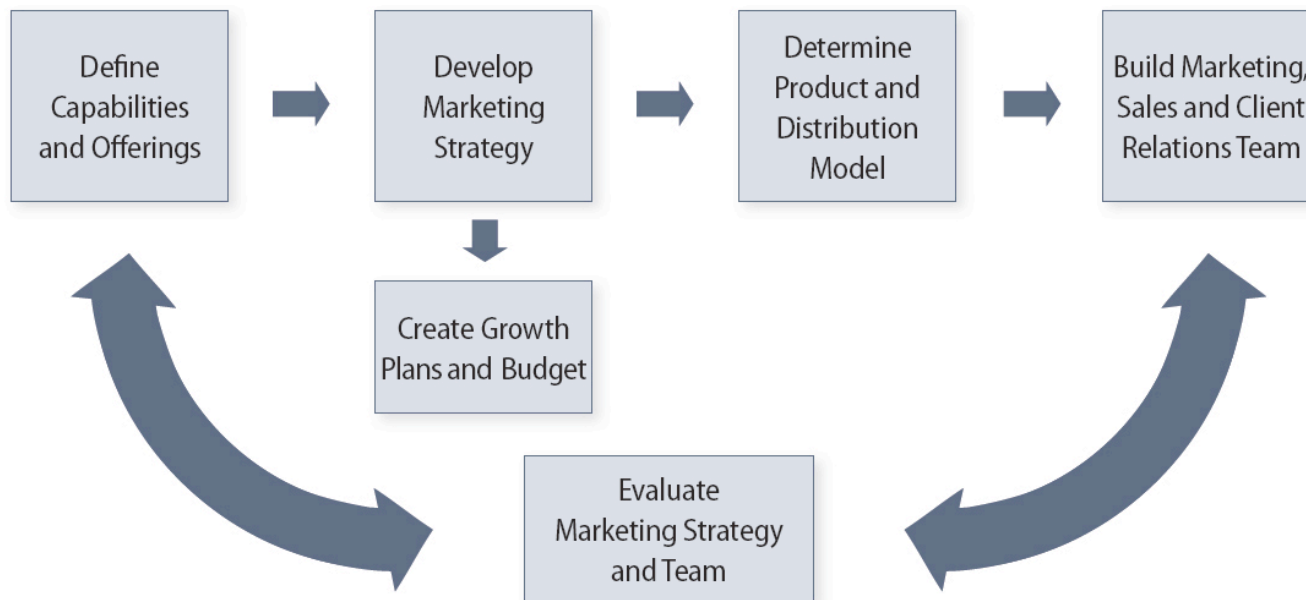 Define
Capabilities
and Offerings
Develop
Marketing
Strategy
Determine
Product and
Distribution
Model
Build Marketing,
Sales and Client
Relations Team
Create Growth
Plans and Budget
Evaluate
Marketing Strategy
and Team